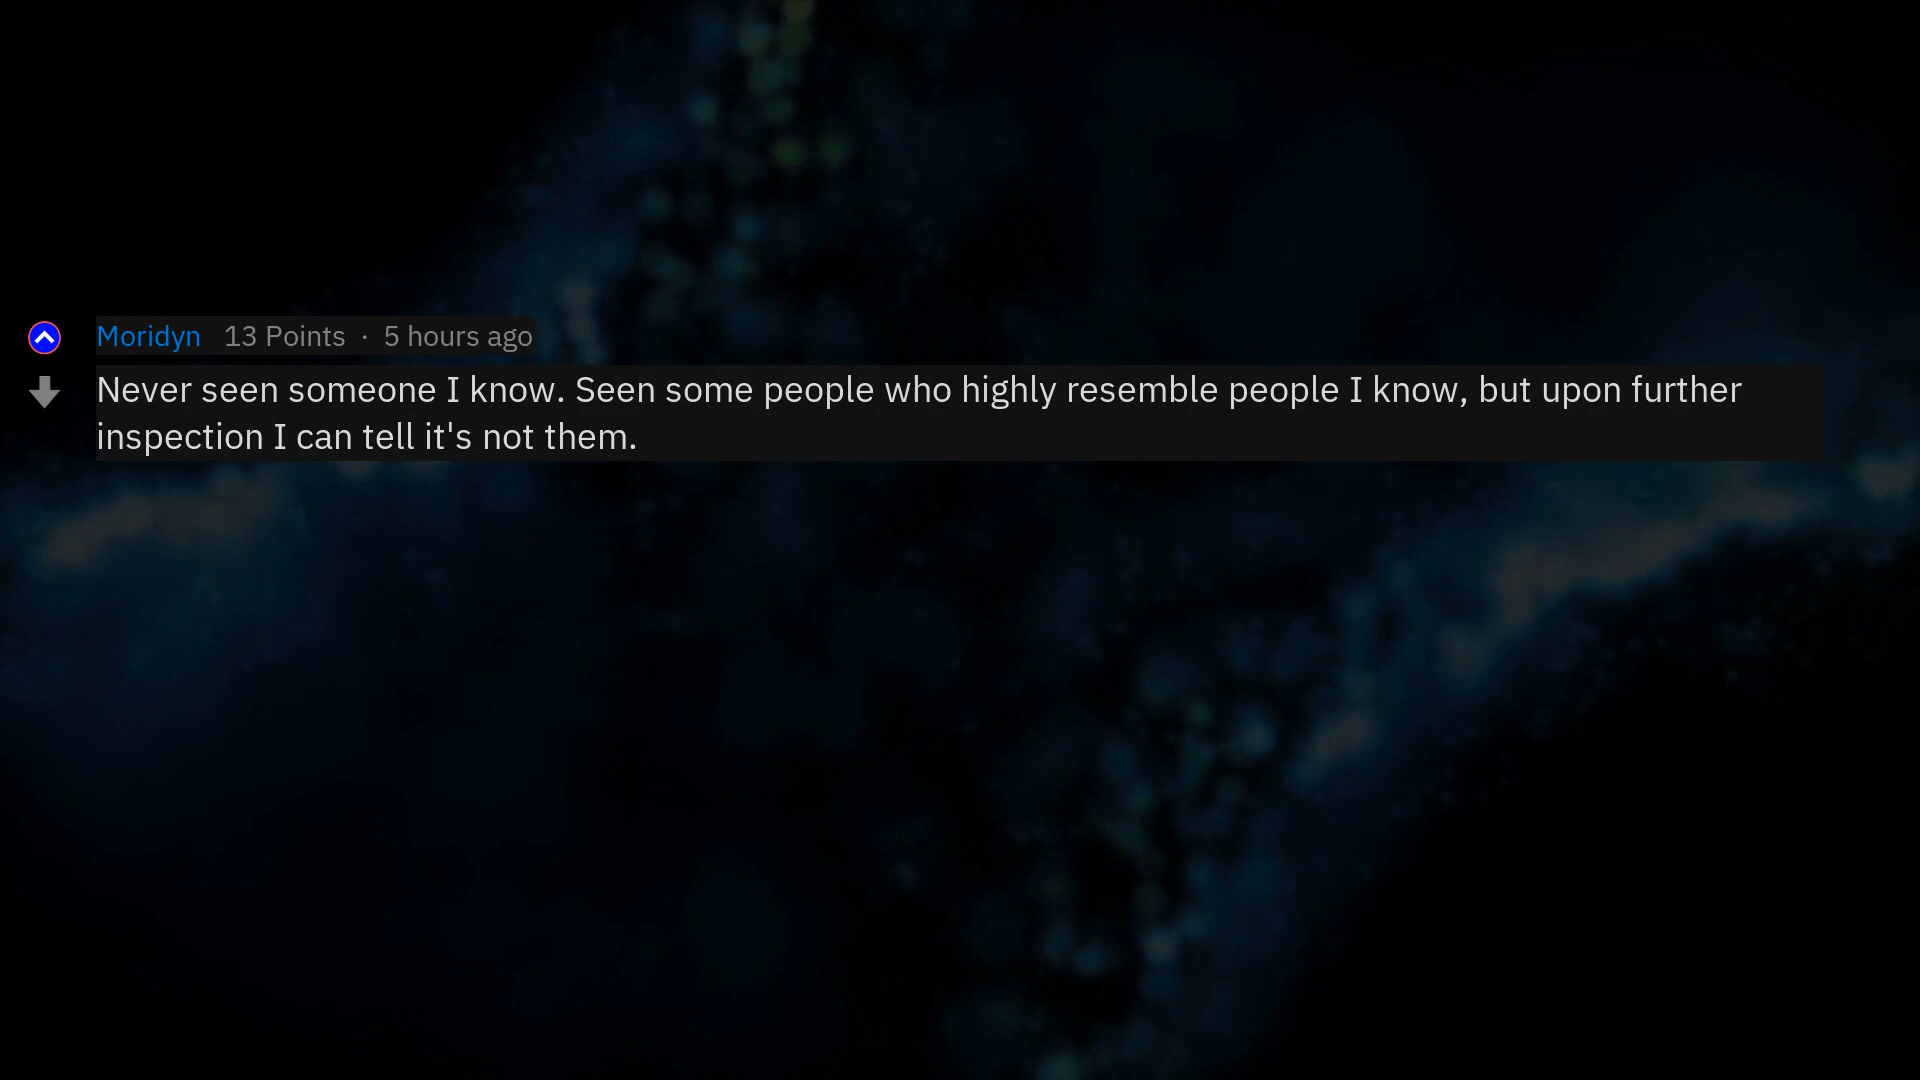 Moridyn 13 Points · 5 hours ago
Never seen someone I know. Seen some people who highly resemble people I know, but upon further
inspection I can tell it's not them.